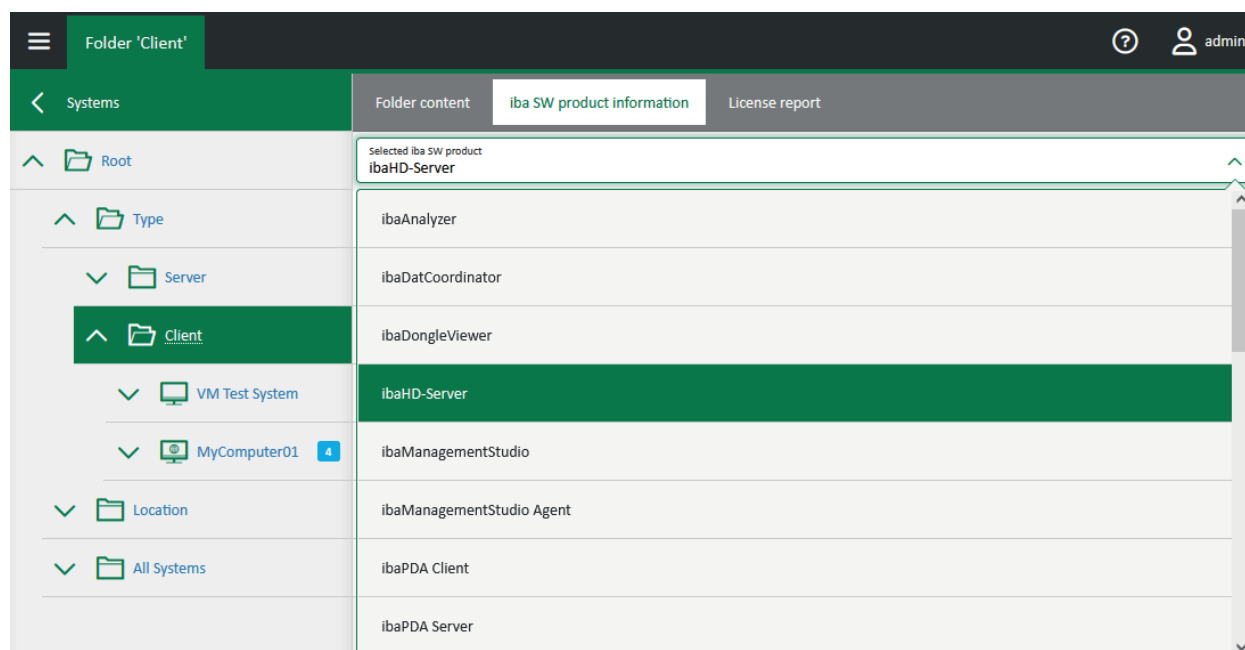 Folder 'Client'
admin
Systems
Folder content
iba SW product information
License report
Root
Type
Server
Client
VM Test System
MyComputer01
4
Location
All Systems
Selected iba SW product
ibaHD-Server
ibaAnalyzer
ibaDatCoordinator
ibaDongleViewer
ibaHD-Server
ibaManagementStudio
ibaManagementStudio Agent
ibaPDA Client
ibaPDA Server